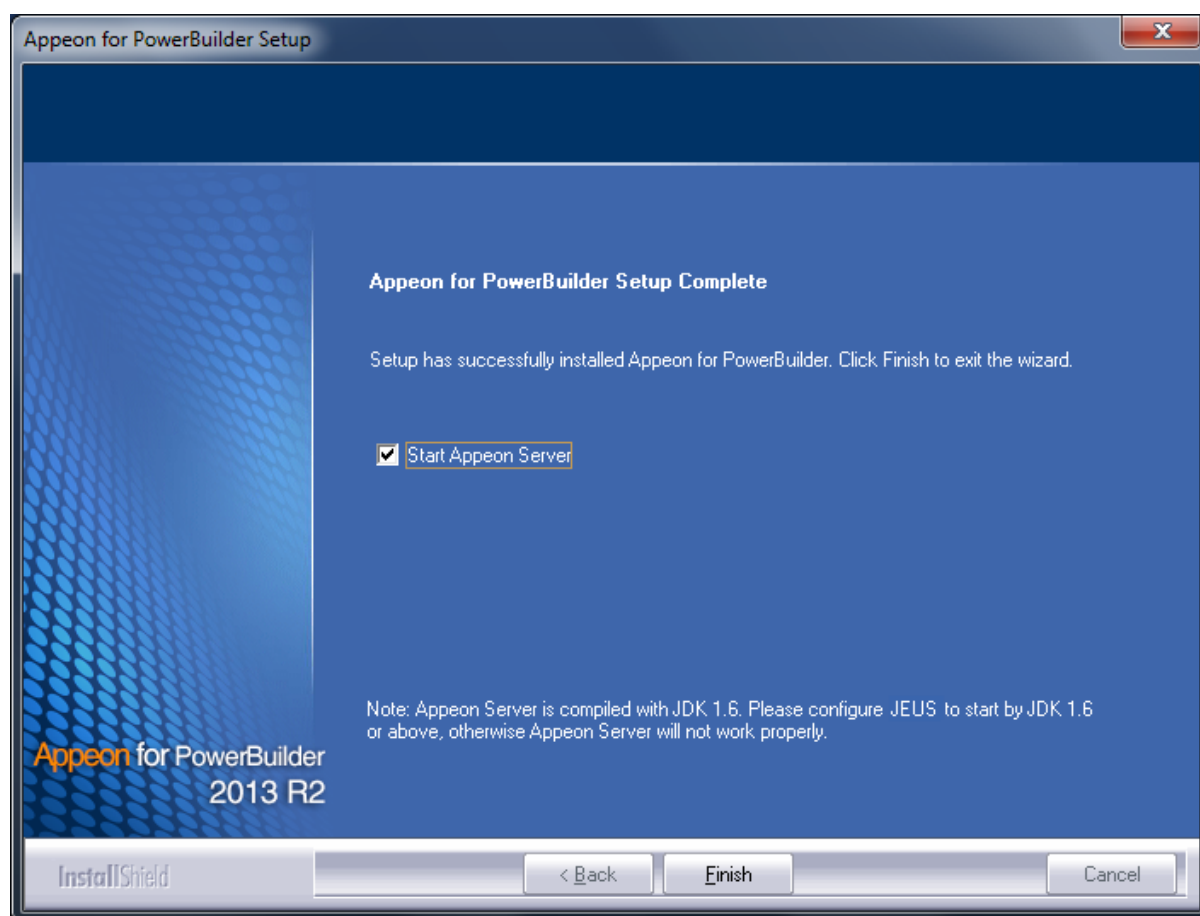 Appeon for PowerBuilder Setup
Appeon for PowerBuilder Setup Complete
Setup has successfully installed Appeon for PowerBuilder. Click Finish to exit the wizard.
Start Appeon Server
Note: Appeon Server is compiled with JDK 1.6. Please configure JEUS to start by JDK 1.6
or above, otherwise Appeon Server will not work properly.
Appeon for PowerBuilder
2013 R2
InstallShield
< Back
Finish
Cancel